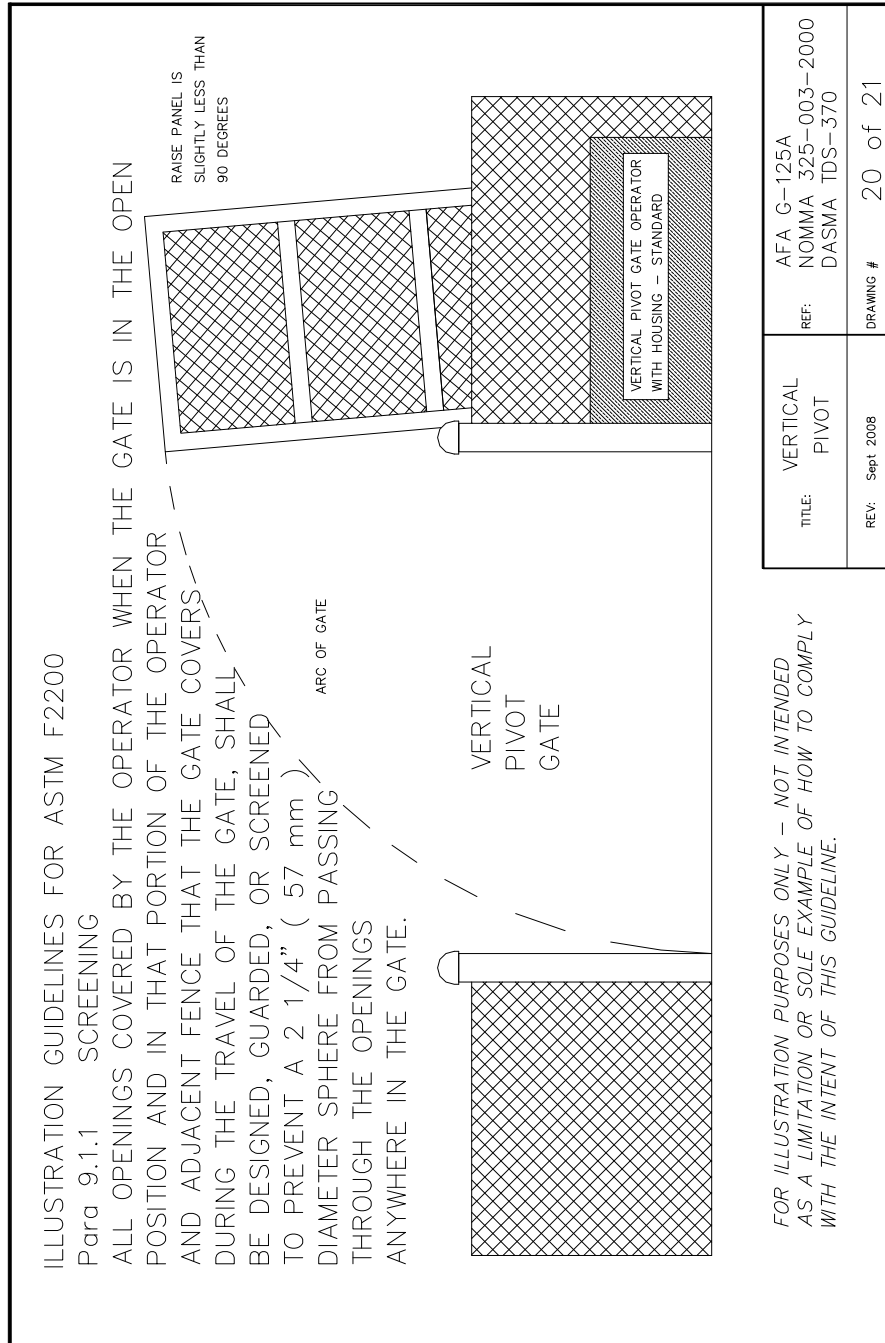 ILLUSTRATION GUIDELINES FOR ASTM F2200
Para 9.1.1 SCREENING
ALL OPENINGS COVERED BY THE OPERATOR WHEN THE GATE IS IN THE OPEN
POSITION AND IN THAT PORTION OF THE OPERATOR
AND ADJACENT FENCE THAT THE GATE COVERS
DURING THE TRAVEL OF THE GATE, SHALL
BE DESIGNED, GUARDED, OR SCREENED
TO PREVENT A 2 1/4" ( 57 mm )
DIAMETER SPHERE FROM PASSING
THROUGH THE OPENINGS
ANYWHERE IN THE GATE.
RAISE PANEL IS
SLIGHTLY LESS THAN
90 DEGREES
ARC OF GATE
VERTICAL
PIVOT
GATE
VERTICAL PIVOT GATE OPERATOR
WITH HOUSING - STANDARD
FOR ILLUSTRATION PURPOSES ONLY - NOT INTENDED
AS A LIMITATION OR SOLE EXAMPLE OF HOW TO COMPLY
WITH THE INTENT OF THIS GUIDELINE.
TITLE: VERTICAL
PIVOT
REF: AFA G-125A
NOMMA 325-003-2000
DASMA TDS-370
REV: Sept 2008
DRAWING # 20 of 21